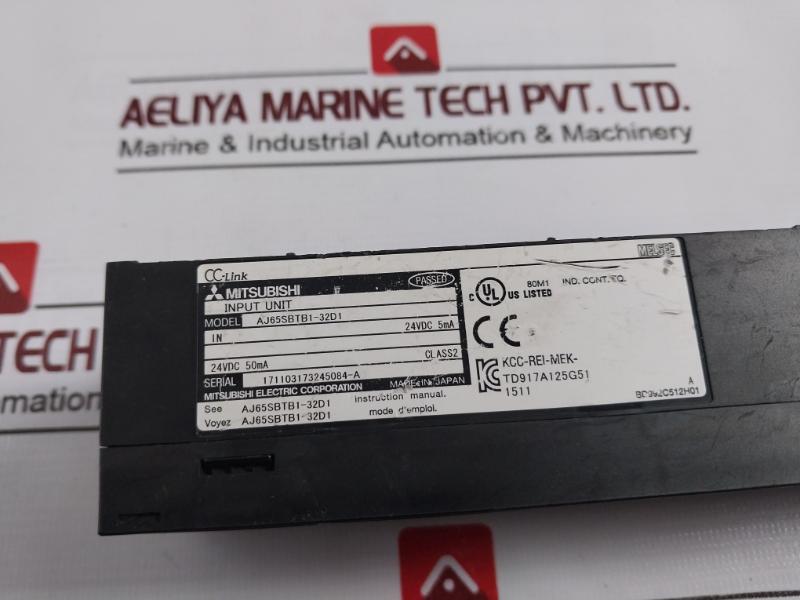 AELIYA MARINE TECH PVT. LTD.
Marine & Industrial Automation & Machinery
CC-Link
MITSUBISHI
PASSED
INPUT UNIT
MODEL AJ65SBTB1-32D1
IN 24VDC 5mA
24VDC 50mA CLASS2
SERIAL 171103173245084-A
MITSUBISHI ELECTRIC CORPORATION MADE IN JAPAN
See AJ65SBTB1-32D1 instruction manual.
Voyez AJ65SBTB1-32D1 mode d'emploi.
MELSEC
C UL US LISTED
80M1 IND. CONT. EQ.
CE
KCC-REI-MEK-
TD917A125G51
1511
A
BD992C512H01
TECH